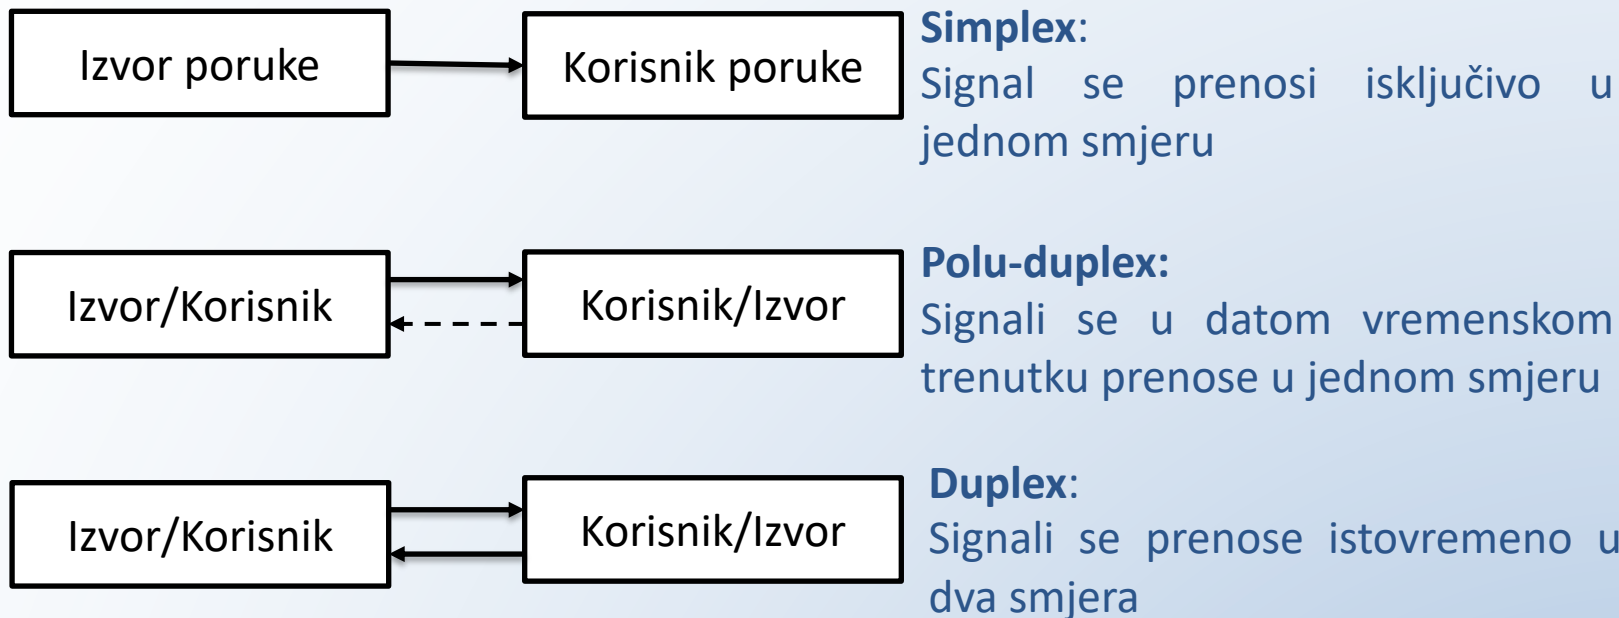 Izvor poruke
Korisnik poruke
Simplex:
Signal se prenosi isključivo u
jednom smjeru
Izvor/Korisnik
Korisnik/Izvor
Polu-duplex:
Signali se u datom vremenskom
trenutku prenose u jednom smjeru
Izvor/Korisnik
Korisnik/Izvor
Duplex:
Signali se prenose istovremeno u
dva smjera